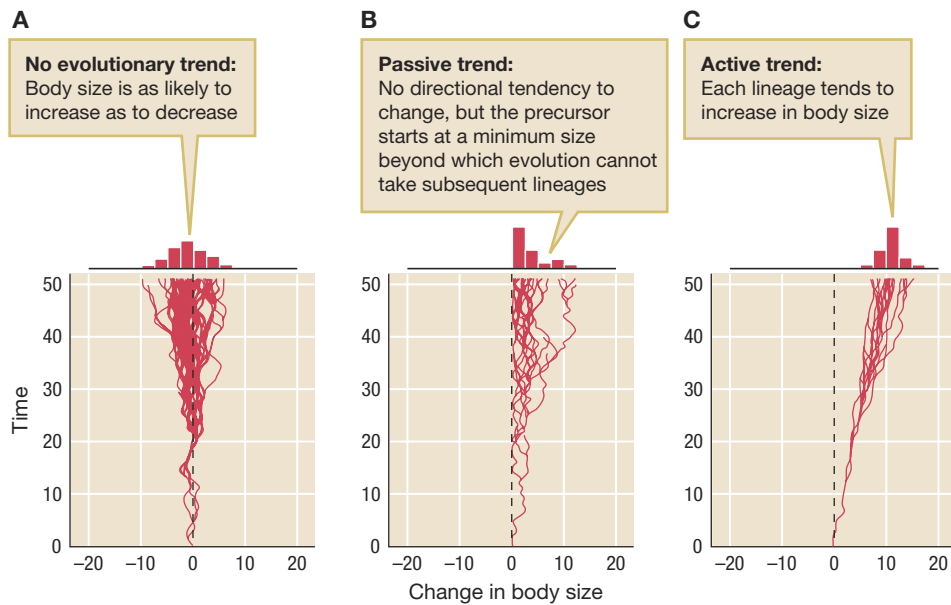 A
No evolutionary trend:
Body size is as likely to
increase as to decrease
B
Passive trend:
No directional tendency to
change, but the precursor
starts at a minimum size
beyond which evolution cannot
take subsequent lineages
C
Active trend:
Each lineage tends to
increase in body size
Time
50
40
30
20
10
0
–20 –10 0 10 20
50
40
30
20
10
0
–20 –10 0 10 20
50
40
30
20
10
0
–20 –10 0 10 20
Change in body size